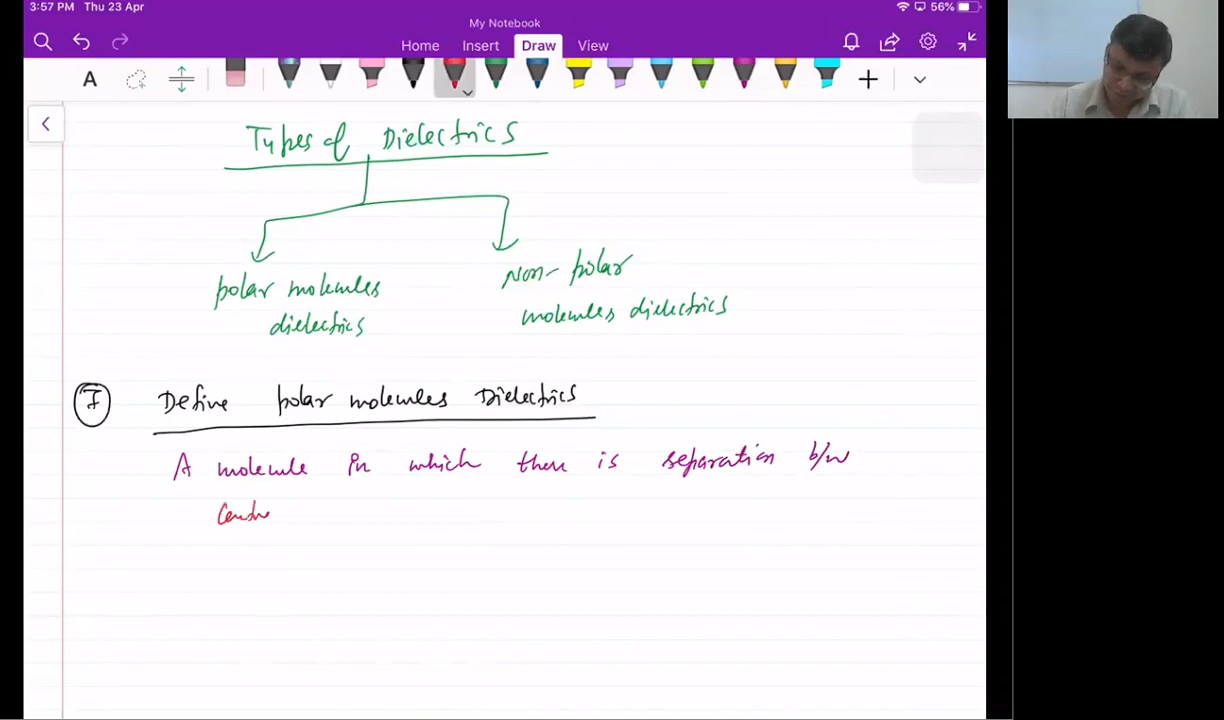 3:57 PM Thu 23 Apr
56%
My Notebook
Home Insert Draw View
A
Types of Dielectrics
polar molecules
dielectrics
Non-polar
molecules dielectrics
I Define polar molecules Dielectrics
A molecule in which there is separation b/w
Centre